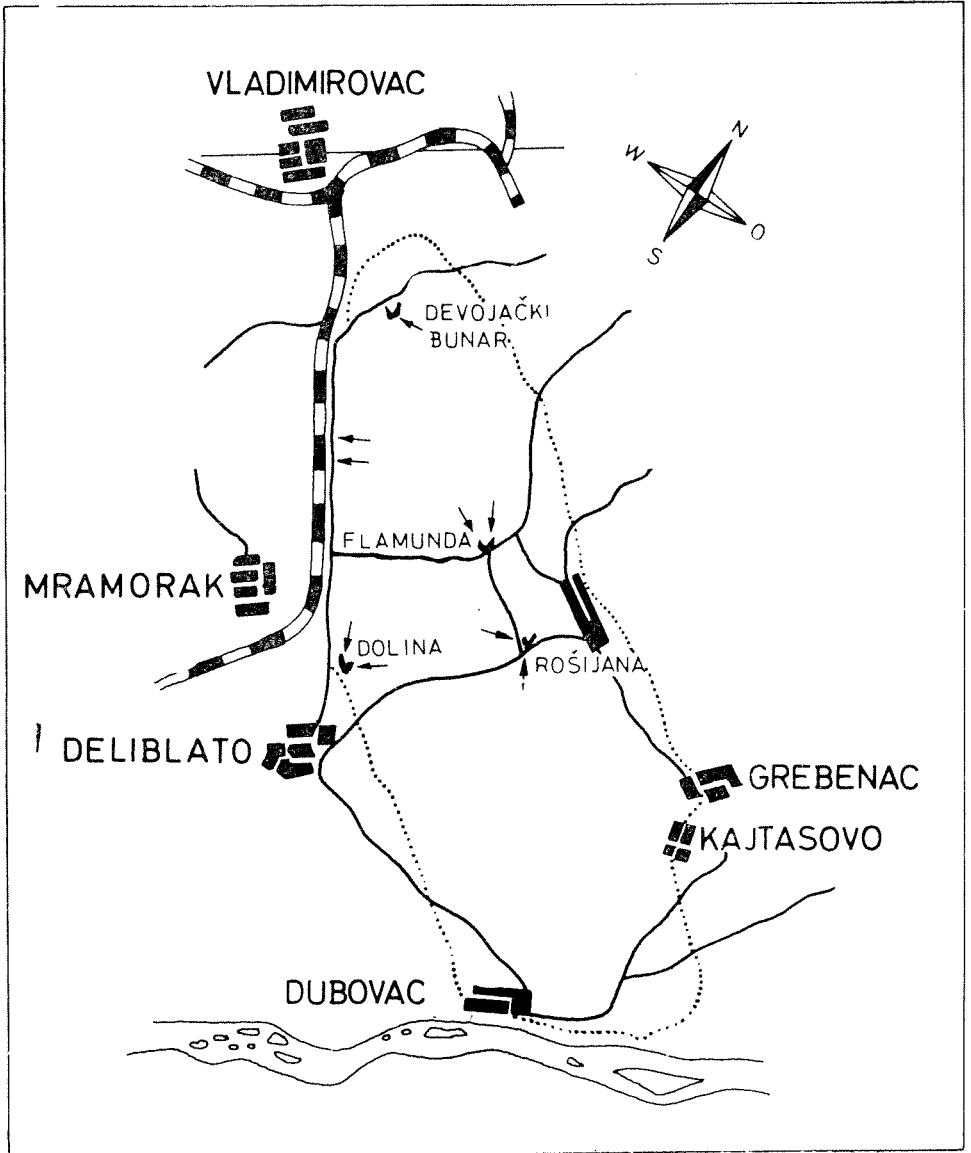 VLADIMIROVAC
N
W
O
S
DEVOJAČKI
BUNAR
FLAMUNDA
MRAMORAK
DOLINA
ROŠIJANA
DELIBLATO
GREBENAC
KAJTASOVO
DUBOVAC